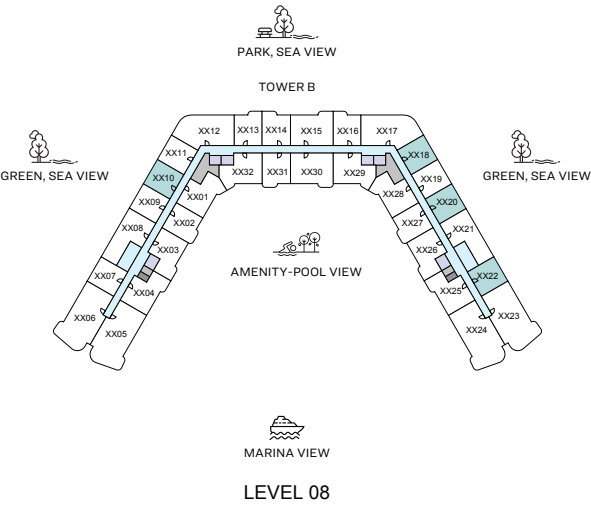 PARK, SEA VIEW
TOWER B
XX12
XX13
XX14
XX15
XX16
XX17
XX11
XX32
XX31
XX30
XX29
XX18
GREEN, SEA VIEW
XX10
XX01
XX28
XX19
GREEN, SEA VIEW
XX09
XX02
XX27
XX20
XX08
XX03
XX26
XX21
AMENITY-POOL VIEW
XX07
XX04
XX25
XX22
XX06
XX05
XX24
XX23
MARINA VIEW
LEVEL 08